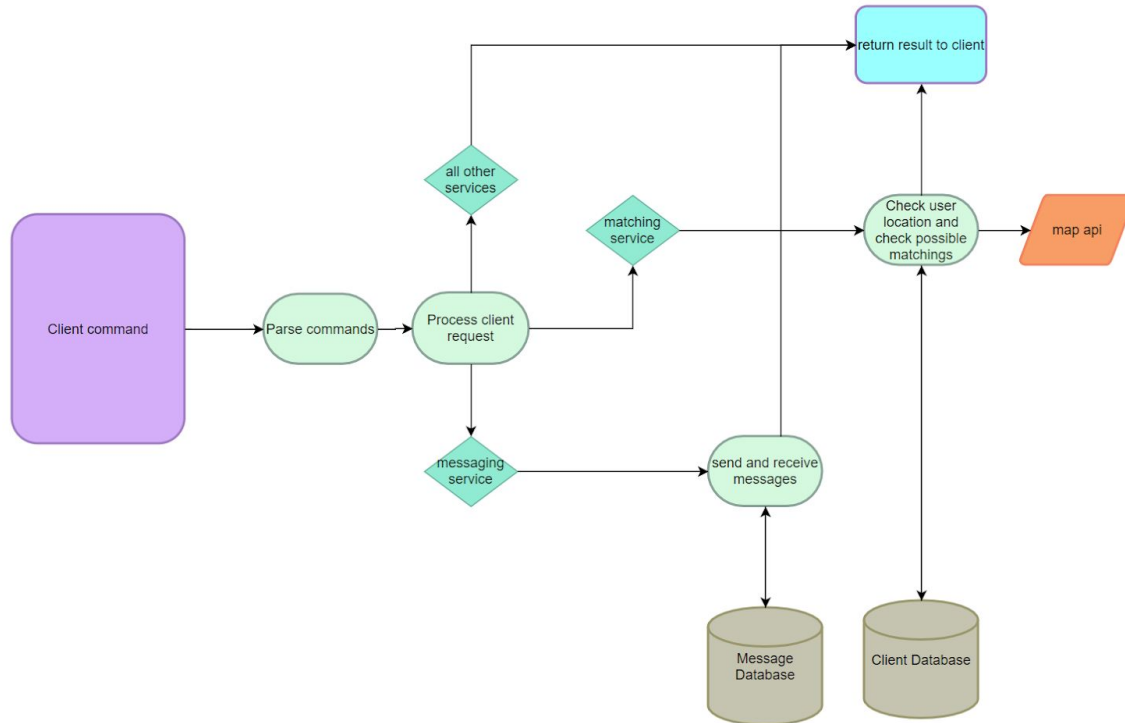 return result to client
all other
services
matching
service
Check user
location and
check possible
matchings
map api
Client command
Parse commands
Process client
request
messaging
service
send and receive
messages
Message
Database
Client Database